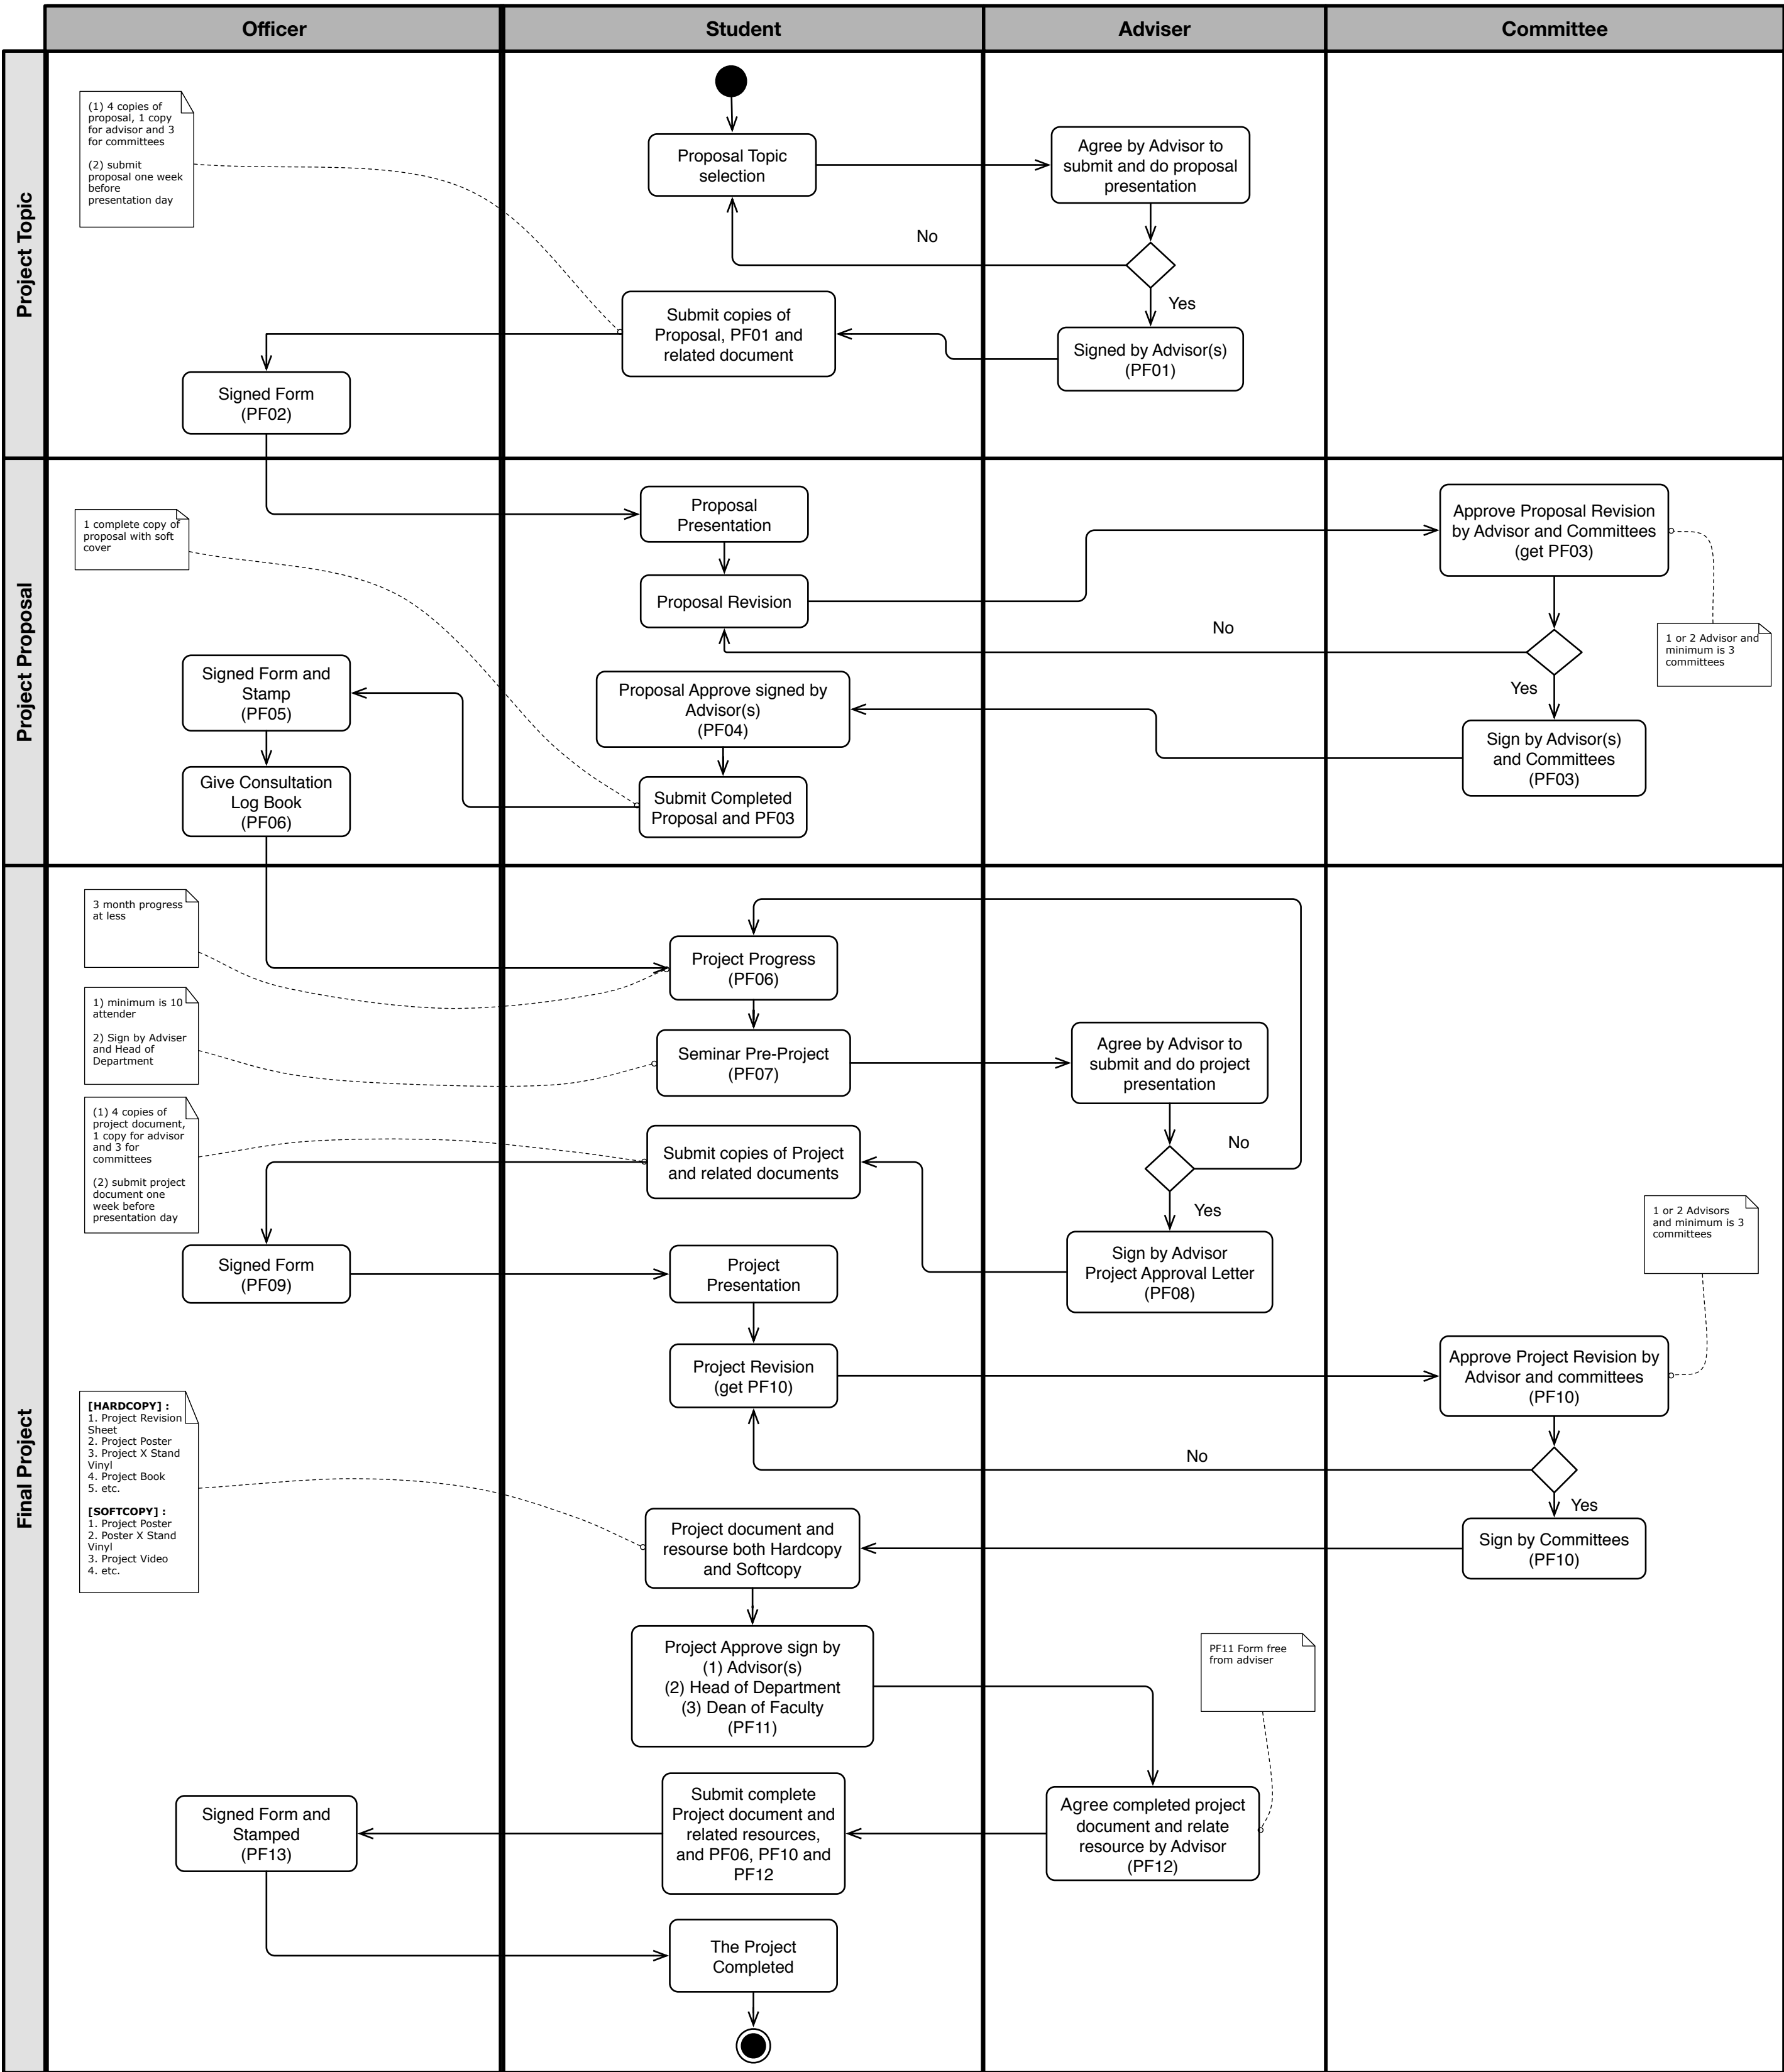 Officer
Student
Adviser
Committee
Project Topic
(1) 4 copies of
proposal, 1 copy
for advisor and 3
for committees
(2) submit
proposal one week
before
presentation day
Proposal Topic
selection
Agree by Advisor to
submit and do proposal
presentation
No
Yes
Submit copies of
Proposal, PF01 and
related document
Signed by Advisor(s)
(PF01)
Signed Form
(PF02)
Project Proposal
1 complete copy of
proposal with soft
cover
Proposal
Presentation
Approve Proposal Revision
by Advisor and Committees
(get PF03)
Proposal Revision
No
1 or 2 Advisor and
minimum is 3
committees
Yes
Signed Form and
Stamp
(PF05)
Proposal Approve signed by
Advisor(s)
(PF04)
Sign by Advisor(s)
and Committees
(PF03)
Give Consultation
Log Book
(PF06)
Submit Completed
Proposal and PF03
Final Project
3 month progress
at less
Project Progress
(PF06)
1) minimum is 10
attender
2) Sign by Adviser
and Head of
Department
Seminar Pre-Project
(PF07)
Agree by Advisor to
submit and do project
presentation
No
Yes
(1) 4 copies of
project document,
1 copy for advisor
and 3 for
committees
(2) submit project
document one
week before
presentation day
Submit copies of Project
and related documents
Sign by Advisor
Project Approval Letter
(PF08)
1 or 2 Advisors
and minimum is 3
committees
Signed Form
(PF09)
Project
Presentation
Project Revision
(get PF10)
Approve Project Revision by
Advisor and committees
(PF10)
No
Yes
[HARDCOPY] :
1. Project Revision
Sheet
2. Project Poster
3. Project X Stand
Vinyl
4. Project Book
5. etc.
[SOFTCOPY] :
1. Project Poster
2. Poster X Stand
Vinyl
3. Project Video
4. etc.
Project document and
resourse both Hardcopy
and Softcopy
Sign by Committees
(PF10)
Project Approve sign by
(1) Advisor(s)
(2) Head of Department
(3) Dean of Faculty
(PF11)
PF11 Form free
from adviser
Signed Form and
Stamped
(PF13)
Submit complete
Project document and
related resources,
and PF06, PF10 and
PF12
Agree completed project
document and relate
resource by Advisor
(PF12)
The Project
Completed